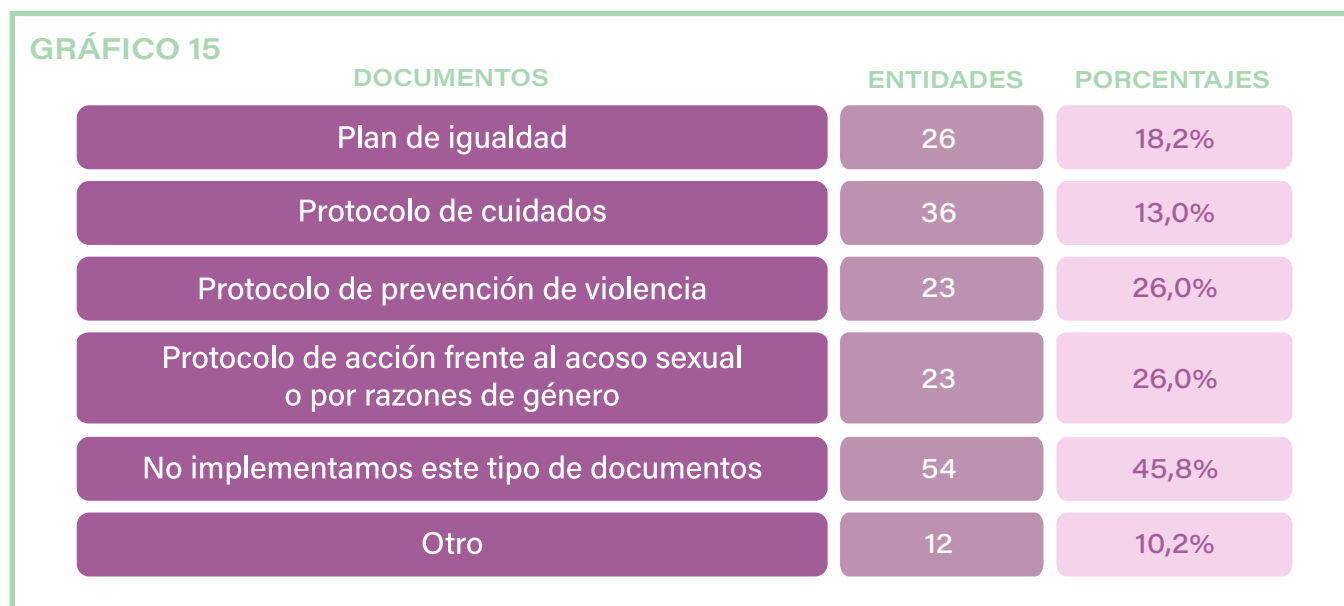 GRÁFICO 15
DOCUMENTOS ENTIDADES PORCENTAJES
Plan de igualdad 26 18,2%
Protocolo de cuidados 36 13,0%
Protocolo de prevención de violencia 23 26,0%
Protocolo de acción frente al acoso sexual
o por razones de género 23 26,0%
No implementamos este tipo de documentos 54 45,8%
Otro 12 10,2%